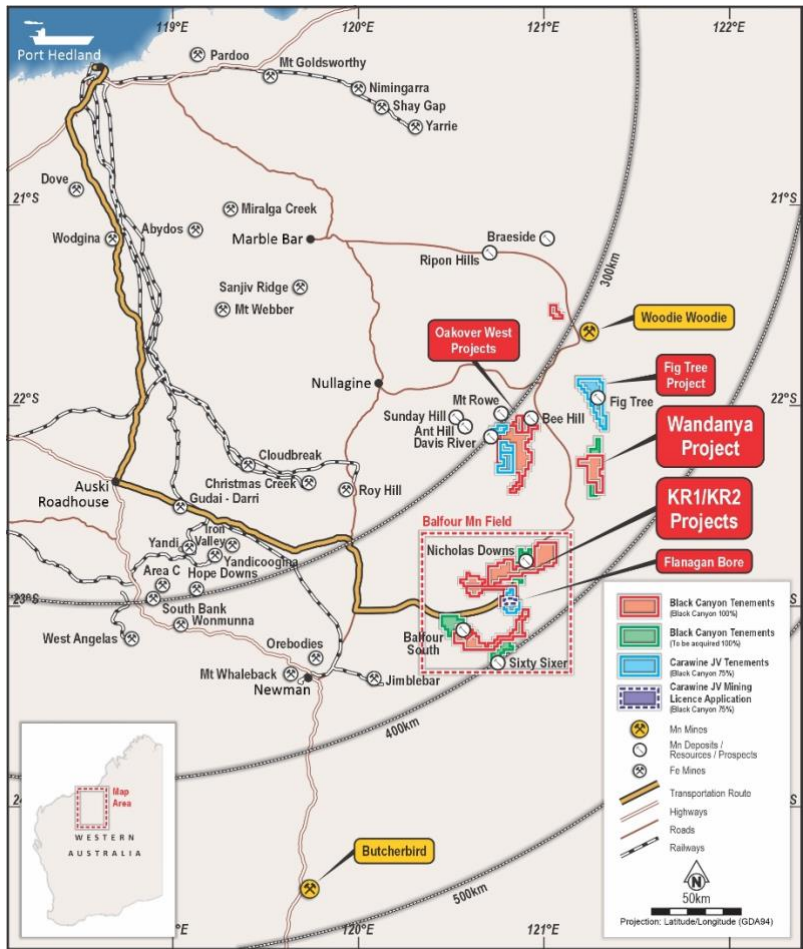 119°E
120°E
121°E
122°E
Port Hedland
Pardoo
Mt Goldsworthy
Nimingarra
Shay Gap
Yarrie
Dove
21°S
21°S
Miralga Creek
Abydos
Wodgina
Marble Bar
Braeside
Ripon Hills
300km
Sanjiv Ridge
Mt Webber
Woodie Woodie
Oakover West
Projects
Fig Tree
Project
Nullagine
22°S
22°S
Mt Rowe
Fig Tree
Sunday Hill
Bee Hill
Ant Hill
Davis River
Wandanya
Project
Cloudbreak
Christmas Creek
Roy Hill
Auski
Roadhouse
Gudai - Darri
KR1/KR2
Projects
Balfour Mn Field
Iron
Valley
Yandi
Yandicoogina
Nicholas Downs
Flanagan Bore
Area C
Hope Downs
23°S
South Bank
Wonmunna
West Angelas
Orebodies
Balfour
South
Mt Whaleback
Newman
Jimblebar
Sixty Sixer
400km
Black Canyon Tenements
(Black Canyon 100%)
Black Canyon Tenements
(To be acquired 100%)
Carawine JV Tenements
(Black Canyon 75%)
Carawine JV Mining
Licence Application
(Black Canyon 75%)
Mn Mines
Mn Deposits /
Resources / Prospects
Fe Mines
Transportation Route
Highways
Roads
Railways
N
50km
Projection: Latitude/Longitude (GDA94)
Map
Area
WESTERN
AUSTRALIA
24
Butcherbird
500km
119°E
120°E
121°E